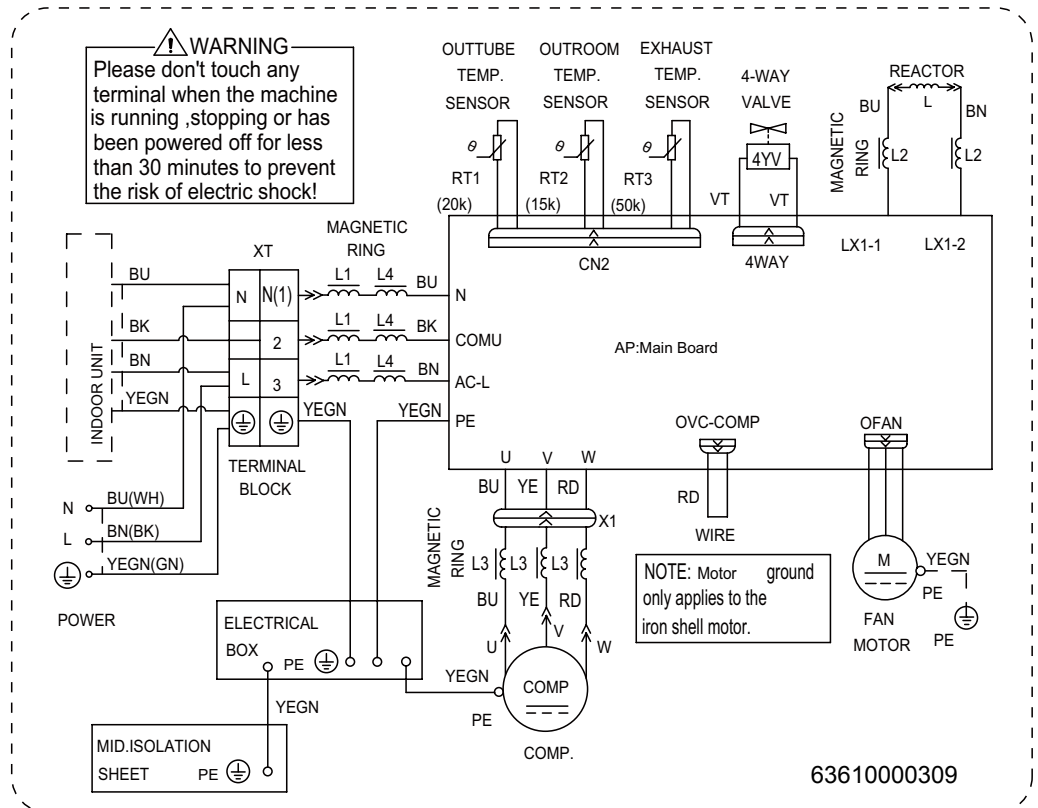 WARNING
Please don't touch any
terminal when the machine
is running ,stopping or has
been powered off for less
than 30 minutes to prevent
the risk of electric shock!
OUTTUBE
TEMP.
SENSOR
OUTROOM
TEMP.
SENSOR
EXHAUST
TEMP.
SENSOR
4-WAY
VALVE
REACTOR
L
BU
BN
MAGNETIC
RING
L2
L2
θ
RT1
(20k)
θ
RT2
(15k)
θ
RT3
(50k)
4YV
VT
VT
CN2
4WAY
LX1-1
LX1-2
INDOOR UNIT
BU
BK
BN
YEGN
XT
N
N(1)
2
L
3
TERMINAL
BLOCK
MAGNETIC
RING
L1
L4
BU
N
L1
L4
BK
COMU
L1
L4
BN
AC-L
YEGN
YEGN
PE
AP:Main Board
OVC-COMP
RD
WIRE
OFAN
U
V
W
BU
YE
RD
X1
MAGNETIC
RING
L3
L3
L3
BU
YE
RD
U
V
W
N
BU(WH)
L
BN(BK)
YEGN(GN)
POWER
NOTE: Motor ground
only applies to the
iron shell motor.
M
FAN
MOTOR
YEGN
PE
PE
ELECTRICAL
BOX
PE
YEGN
YEGN
PE
COMP
COMP.
MID.ISOLATION
SHEET
PE
63610000309